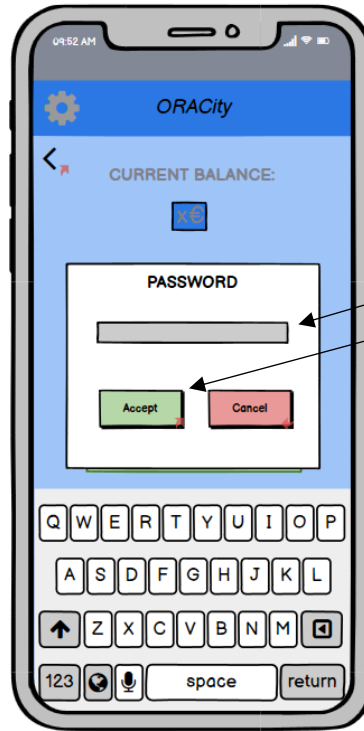 09:52 AM
ORACity
CURRENT BALANCE:
x€
PASSWORD
Accept Cancel
Q W E R T Y U I O P
A S D F G H J K L
Z X C V B N M
123 space return